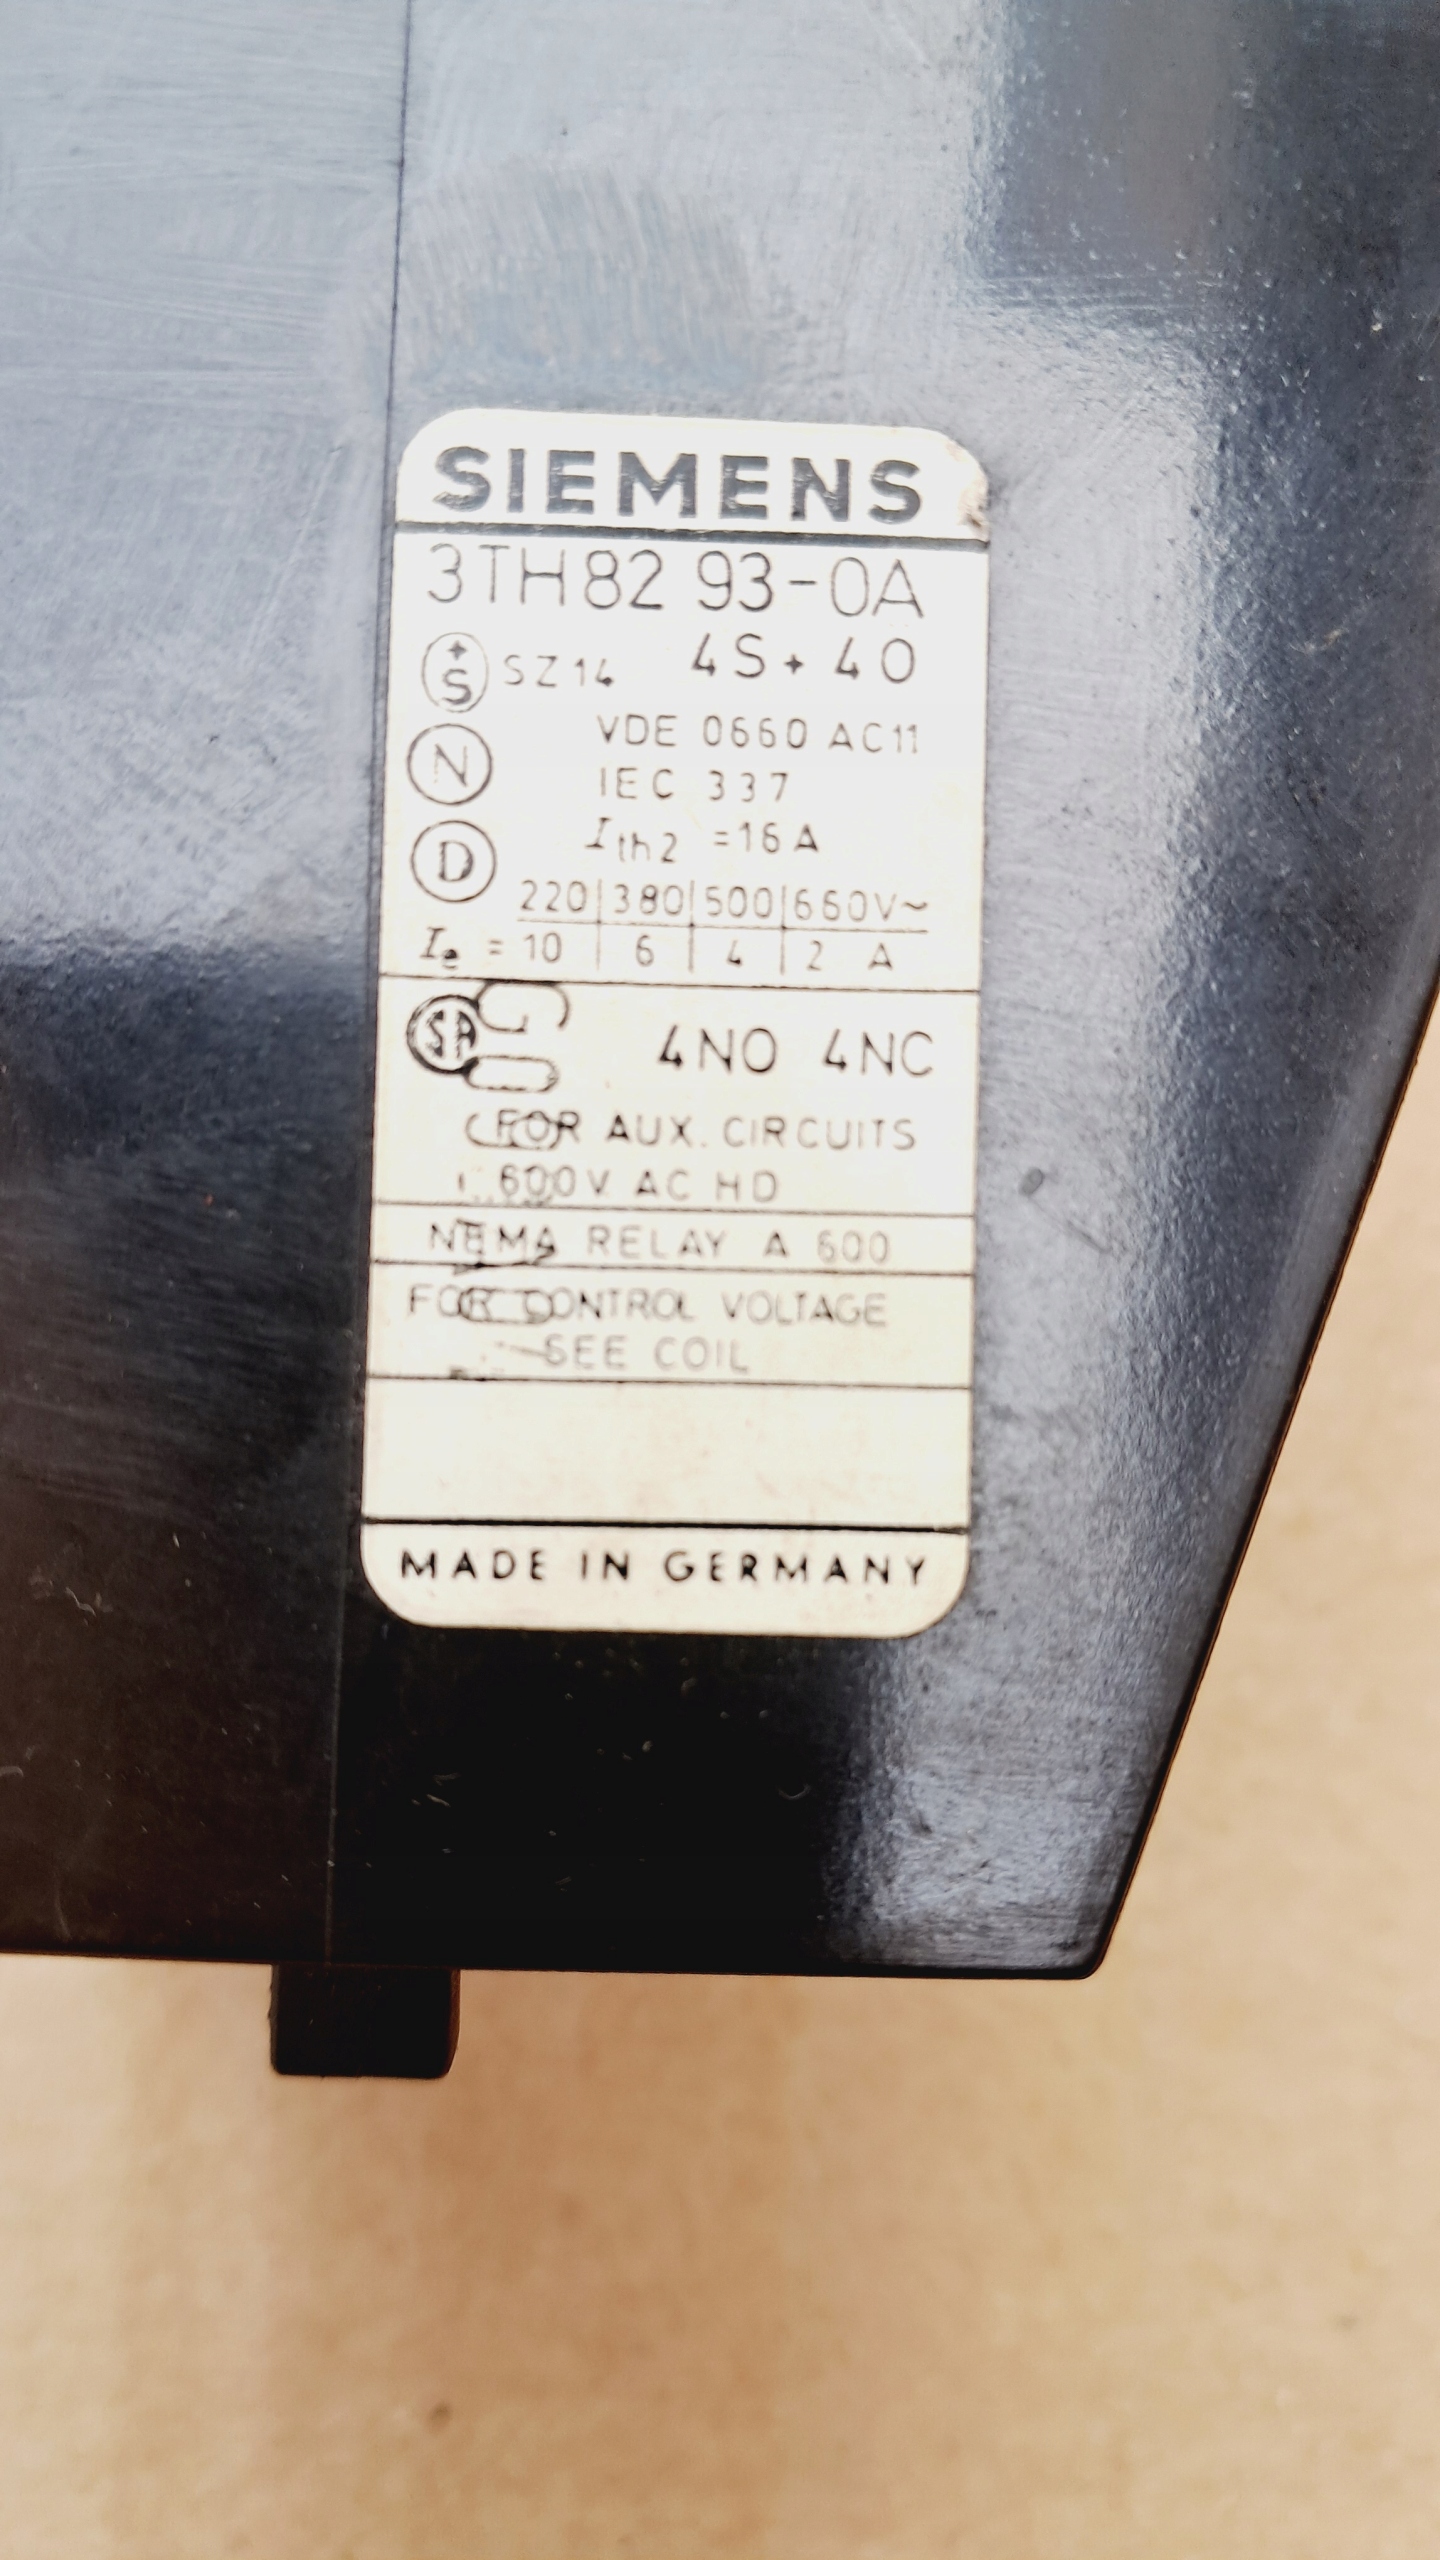 SIEMENS
3TH82 93-0A
+S SZ14 4S+4Ö
N VDE 0660 AC11
IEC 337
D Ith2 =16A
220|380|500|660V~
Ie = 10 | 6 | 4 | 2 A
SA 4NO 4NC
FOR AUX. CIRCUITS
600V AC HD
NEMA RELAY A 600
FOR CONTROL VOLTAGE
SEE COIL
MADE IN GERMANY